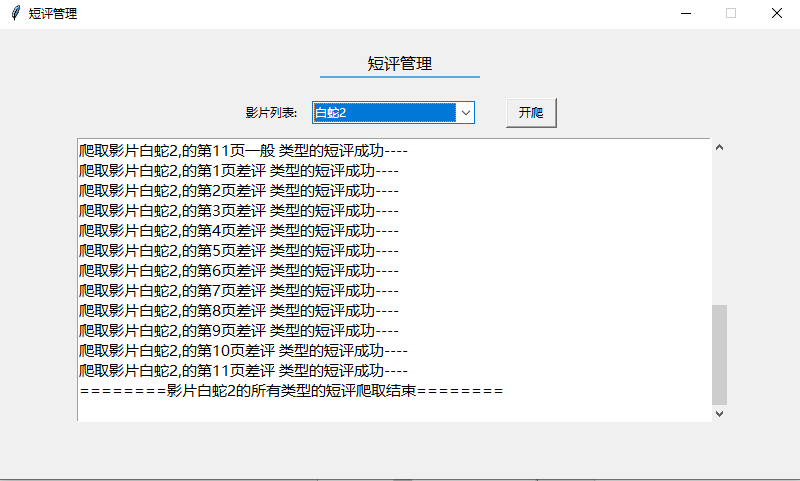 短评管理
短评管理
影片列表: 白蛇2 开爬
爬取影片白蛇2,的第11页一般 类型的短评成功----
爬取影片白蛇2,的第1页差评 类型的短评成功----
爬取影片白蛇2,的第2页差评 类型的短评成功----
爬取影片白蛇2,的第3页差评 类型的短评成功----
爬取影片白蛇2,的第4页差评 类型的短评成功----
爬取影片白蛇2,的第5页差评 类型的短评成功----
爬取影片白蛇2,的第6页差评 类型的短评成功----
爬取影片白蛇2,的第7页差评 类型的短评成功----
爬取影片白蛇2,的第8页差评 类型的短评成功----
爬取影片白蛇2,的第9页差评 类型的短评成功----
爬取影片白蛇2,的第10页差评 类型的短评成功----
爬取影片白蛇2,的第11页差评 类型的短评成功----
========影片白蛇2的所有类型的短评爬取结束========